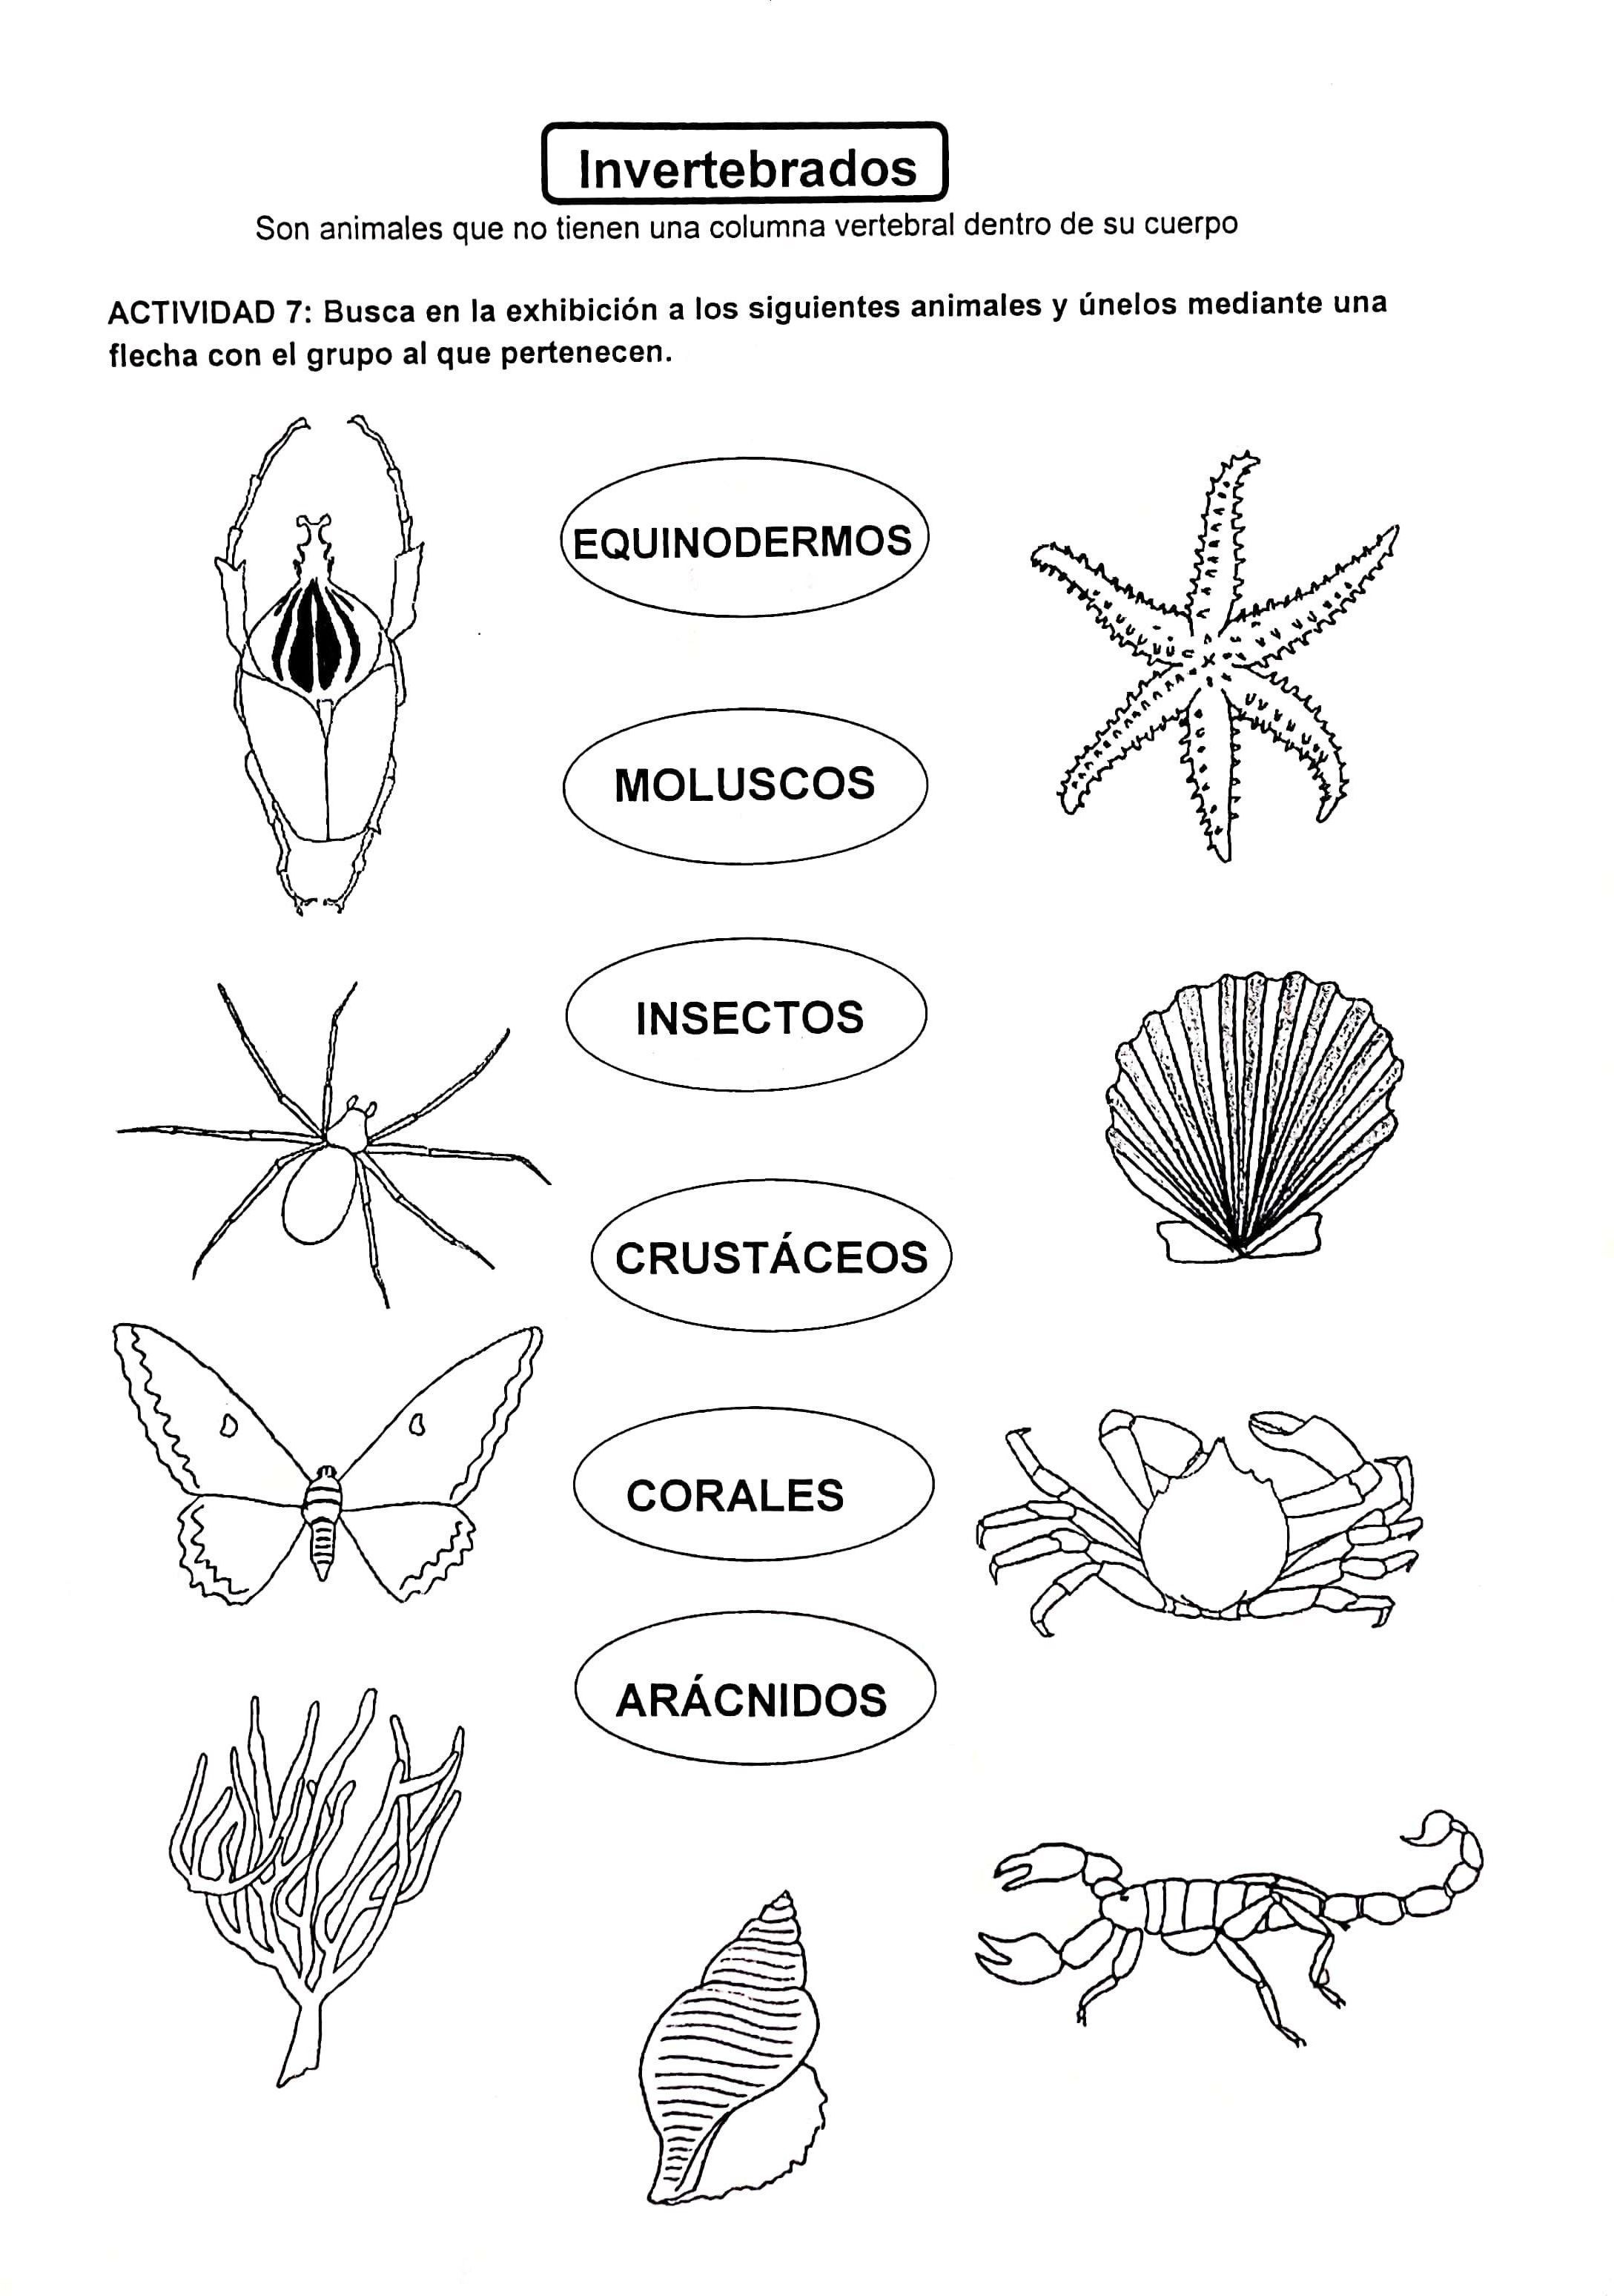 Invertebrados
Son animales que no tienen una columna vertebral dentro de su cuerpo
ACTIVIDAD 7: Busca en la exhibición a los siguientes animales y únelos mediante una
flecha con el grupo al que pertenecen.
EQUINODERMOS
MOLUSCOS
INSECTOS
CRUSTÁCEOS
CORALES
ARÁCNIDOS